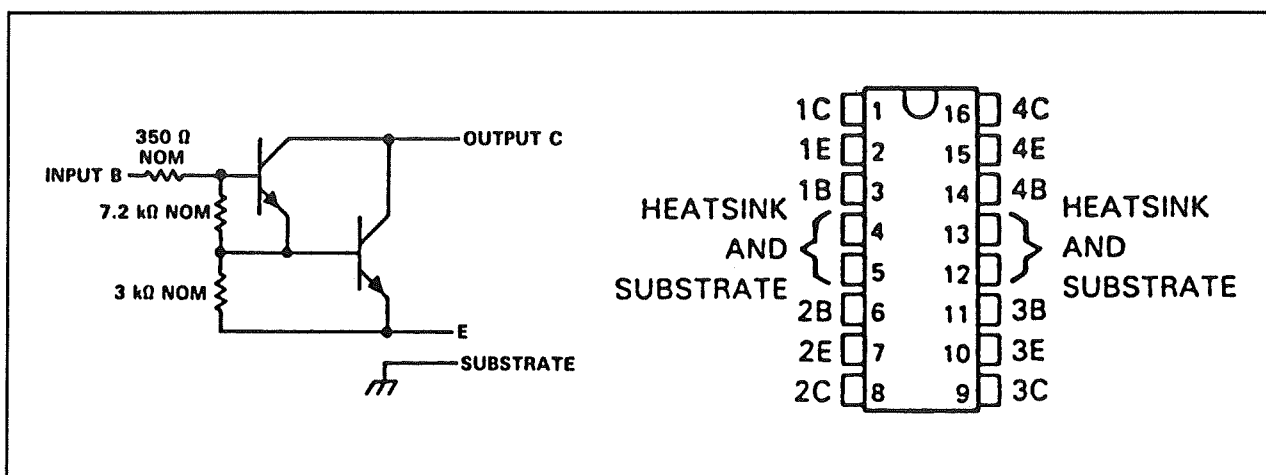 350 Ω
NOM
OUTPUT C
INPUT B
7.2 kΩ NOM
3 kΩ NOM
E
SUBSTRATE
1C 1 16 4C
1E 2 15 4E
1B 3 14 4B
HEATSINK
AND
SUBSTRATE
4 13
5 12
HEATSINK
AND
SUBSTRATE
2B 6 11 3B
2E 7 10 3E
2C 8 9 3C